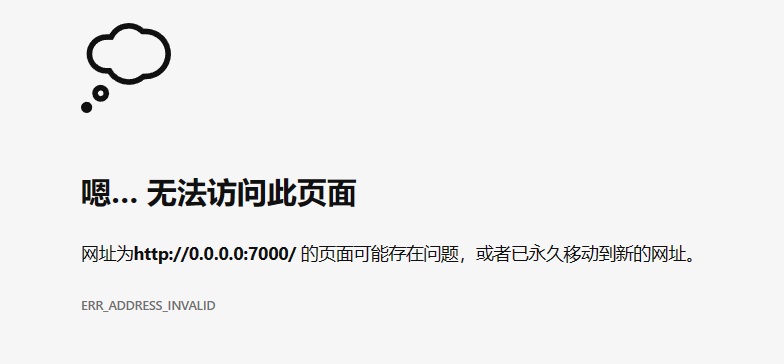 嗯... 无法访问此页面
网址为http://0.0.0.0:7000/ 的页面可能存在问题，或者已永久移动到新的网址。
ERR_ADDRESS_INVALID